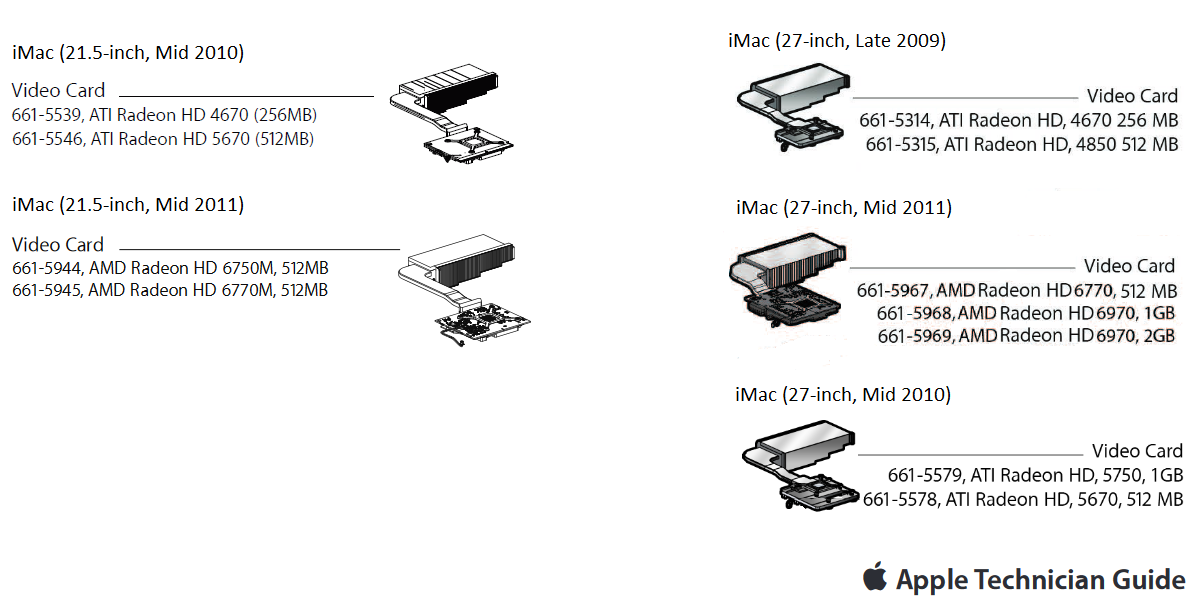 iMac (21.5-inch, Mid 2010)
Video Card
661-5539, ATI Radeon HD 4670 (256MB)
661-5546, ATI Radeon HD 5670 (512MB)
iMac (21.5-inch, Mid 2011)
Video Card
661-5944, AMD Radeon HD 6750M, 512MB
661-5945, AMD Radeon HD 6770M, 512MB
iMac (27-inch, Late 2009)
Video Card
661-5314, ATI Radeon HD, 4670 256 MB
661-5315, ATI Radeon HD, 4850 512 MB
iMac (27-inch, Mid 2011)
Video Card
661-5967, AMD Radeon HD 6770, 512 MB
661-5968, AMD Radeon HD 6970, 1GB
661-5969, AMD Radeon HD 6970, 2GB
iMac (27-inch, Mid 2010)
Video Card
661-5579, ATI Radeon HD, 5750, 1GB
661-5578, ATI Radeon HD, 5670, 512 MB
Apple Technician Guide